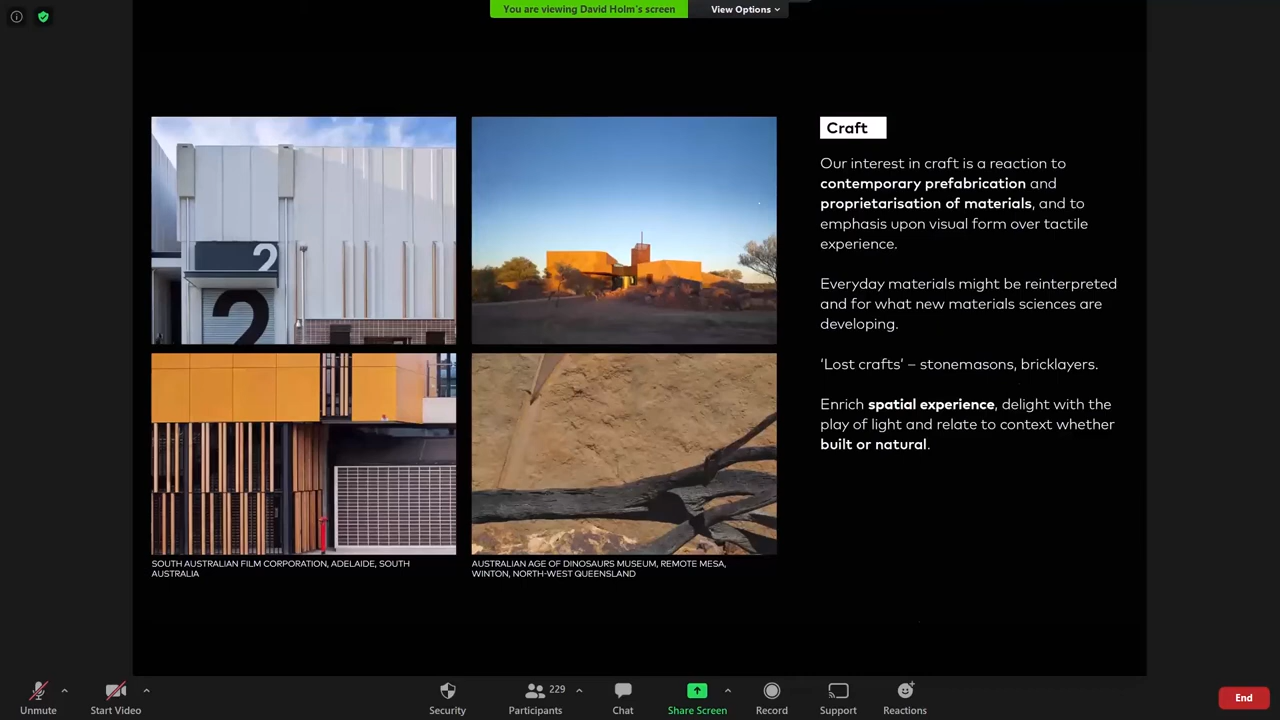 You are viewing David Holm's screen
View Options
2
2
Craft
Our interest in craft is a reaction to
contemporary prefabrication and
proprietarisation of materials, and to
emphasis upon visual form over tactile
experience.
Everyday materials might be reinterpreted
and for what new materials sciences are
developing.
‘Lost crafts’ – stonemasons, bricklayers.
Enrich spatial experience, delight with the
play of light and relate to context whether
built or natural.
SOUTH AUSTRALIAN FILM CORPORATION, ADELAIDE, SOUTH
AUSTRALIA
AUSTRALIAN AGE OF DINOSAURS MUSEUM, REMOTE MESA,
WINTON, NORTH-WEST QUEENSLAND
Unmute
Start Video
Security
Participants
229
Chat
Share Screen
Record
Support
Reactions
End